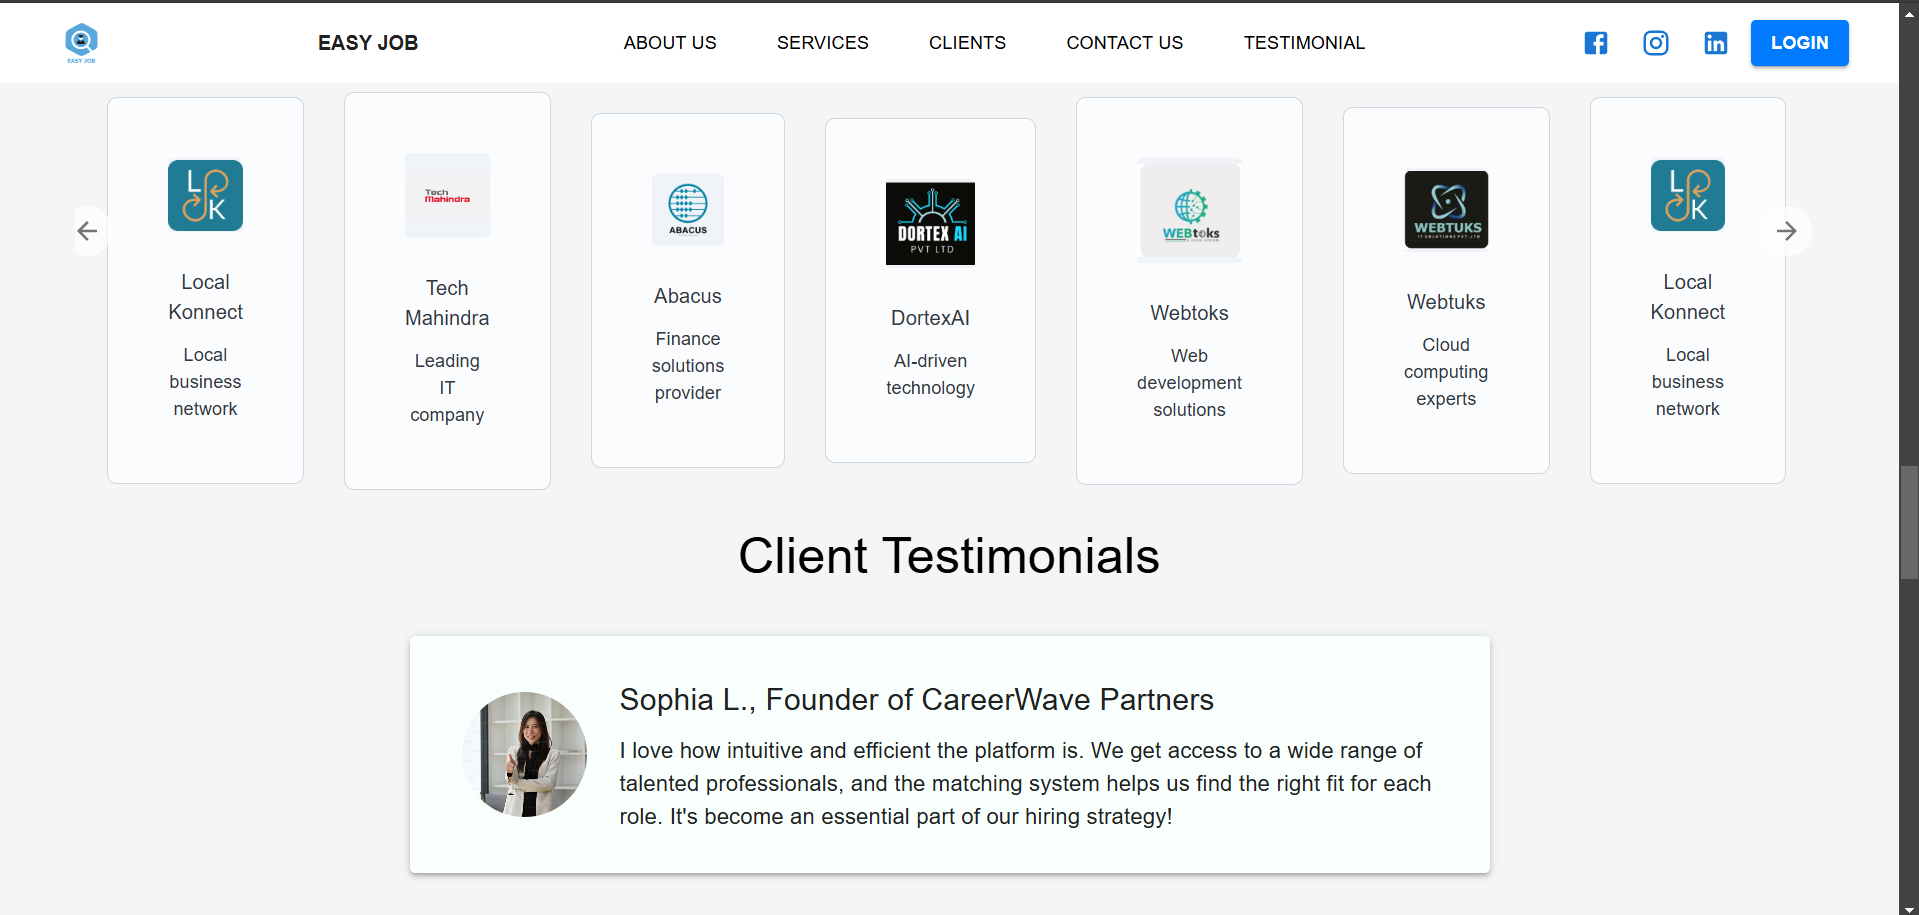 EASY JOB
EASY JOB
ABOUT US
SERVICES
CLIENTS
CONTACT US
TESTIMONIAL
LOGIN
L
K
Local
Konnect
Local
business
network
Tech
Mahindra
Tech
Mahindra
Leading
IT
company
ABACUS
Abacus
Finance
solutions
provider
DORTEX AI
PVT LTD
DortexAI
AI-driven
technology
WEBtoks
Webtoks
Web
development
solutions
WEBTUKS
IT SOLUTIONS PVT. LTD
Webtuks
Cloud
computing
experts
L
K
Local
Konnect
Local
business
network
Client Testimonials
Sophia L., Founder of CareerWave Partners
I love how intuitive and efficient the platform is. We get access to a wide range of
talented professionals, and the matching system helps us find the right fit for each
role. It's become an essential part of our hiring strategy!